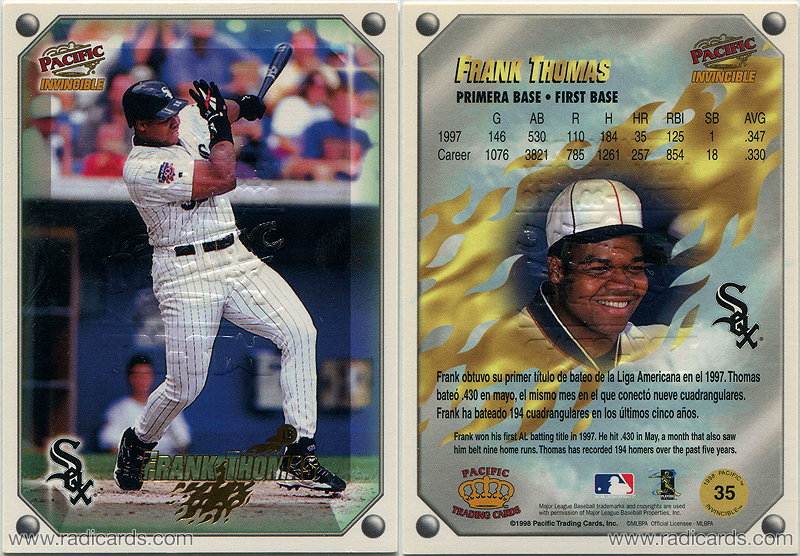 PACIFIC
INVINCIBLE
Sox
1B
FRANK THOMAS
www.radicards.com
PACIFIC
INVINCIBLE
FRANK THOMAS
PRIMERA BASE • FIRST BASE
G AB R H HR RBI SB AVG
1997 146 530 110 184 35 125 1 .347
Career 1076 3821 785 1261 257 854 18 .330
Sox
Frank obtuvo su primer título de bateo de la Liga Americana en el 1997. Thomas
bateó .430 en mayo, el mismo mes en el que conectó nueve cuadrangulares.
Frank ha bateado 194 cuadrangulares en los últimos cinco años.
Frank won his first AL batting title in 1997. He hit .430 in May, a month that also saw
him belt nine home runs. Thomas has recorded 194 homers over the past five years.
PACIFIC
TRADING CARDS
Major League Baseball trademarks and copyrights are used
with permission of Major League Baseball Properties, Inc.
©1998 Pacific Trading Cards, Inc. ©MLBPA Official Licensee - MLBPA
1998 PACIFIC™
35
INVINCIBLE™
www.radicards.com